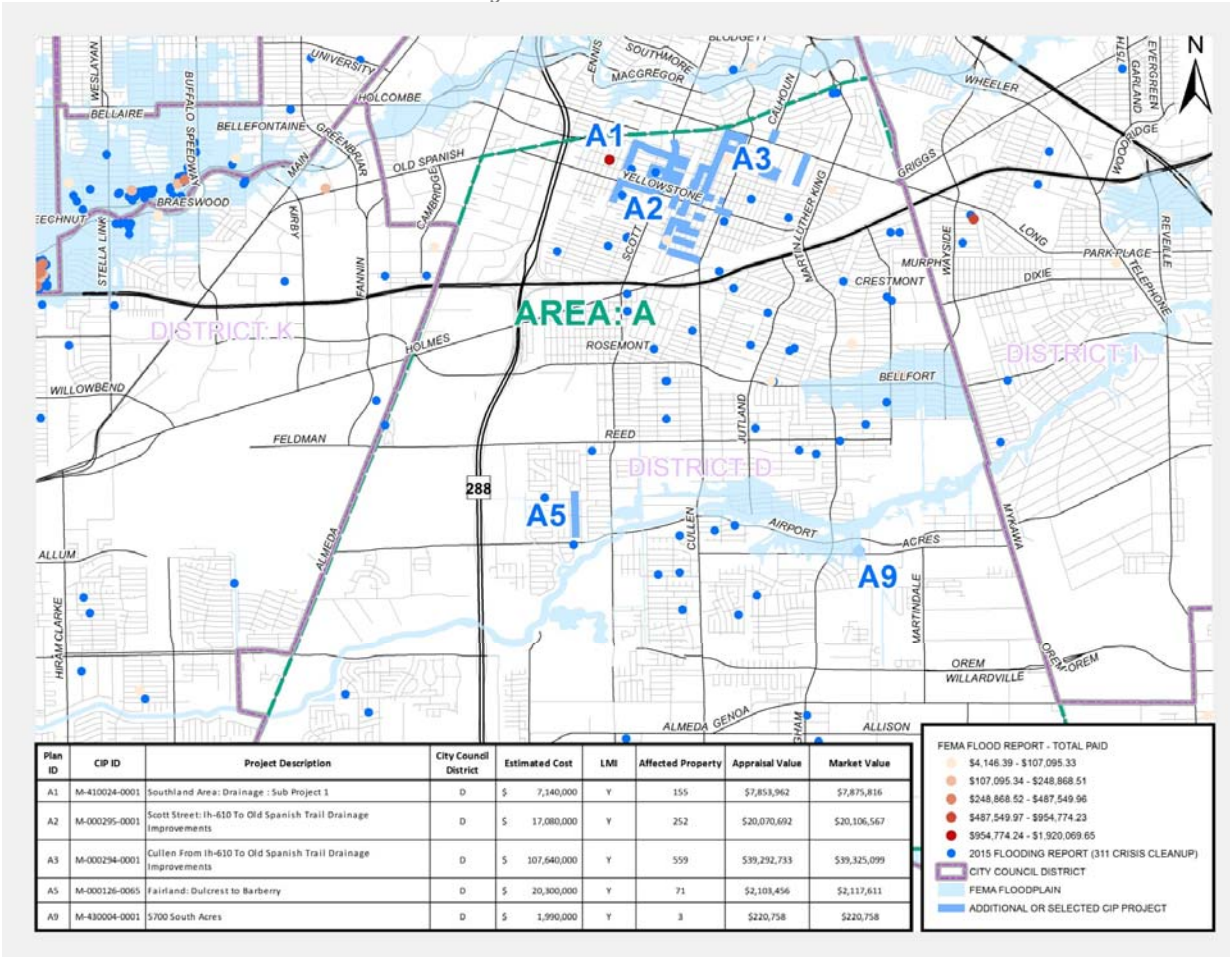 BLODGETT
ENNIS
SOUTHMORE
MACGREGOR
UNIVERSITY
WESLAYAN
BUFFALO SPEEDWAY
HOLCOMBE
BELLAIRE
BELLEFONTAINE
GREENBRIAR
MAIN
CALHOUN
WHEELER
EVERGREEN
GARLAND
WOODRIDGE
N
A1
A3
OLD SPANISH
CAMBRIDGE
YELLOWSTONE
A2
GRIGGS
EECHNUT
BRAESWOOD
STELLA LINK
KIRBY
FANNIN
SCOTT
MARTIN LUTHER KING
WAYSIDE
LONG
PARK PLACE
REVEILLE
TELEPHONE
MURPH
CRESTMONT
DIXIE
AREA: A
DISTRICT K
HOLMES
ROSEMONT
DISTRICT I
WILLOWBEND
BELLFORT
JUTLAND
FELDMAN
REED
DISTRICT D
288
A5
CULLEN
AIRPORT
ACRES
MYKAWA
ALLUM
ALMEDA
A9
MARTINDALE
HIRAM CLARKE
OREM
OREM
OREM
WILLARDVILLE
ALMEDA GENOA
GHAM
ALLISON
Plan ID CIP ID Project Description City Council District Estimated Cost LMI Affected Property Appraisal Value Market Value
A1 M-410024-0001 Southland Area: Drainage : Sub Project 1 D $ 7,140,000 Y 155 $7,853,962 $7,875,816
A2 M-000295-0001 Scott Street: Ih-610 To Old Spanish Trail Drainage Improvements D $ 17,080,000 Y 252 $20,070,692 $20,106,567
A3 M-000294-0001 Cullen From Ih-610 To Old Spanish Trail Drainage Improvements D $ 107,640,000 Y 559 $39,292,733 $39,325,099
A5 M-000126-0065 Fairland: Dulcrest to Barberry D $ 20,300,000 Y 71 $2,103,456 $2,117,611
A9 M-430004-0001 5700 South Acres D $ 1,990,000 Y 3 $220,758 $220,758
FEMA FLOOD REPORT - TOTAL PAID
$4,146.39 - $107,095.33
$107,095.34 - $248,868.51
$248,868.52 - $487,549.96
$487,549.97 - $954,774.23
$954,774.24 - $1,920,069.65
2015 FLOODING REPORT (311 CRISIS CLEANUP)
CITY COUNCIL DISTRICT
FEMA FLOODPLAIN
ADDITIONAL OR SELECTED CIP PROJECT